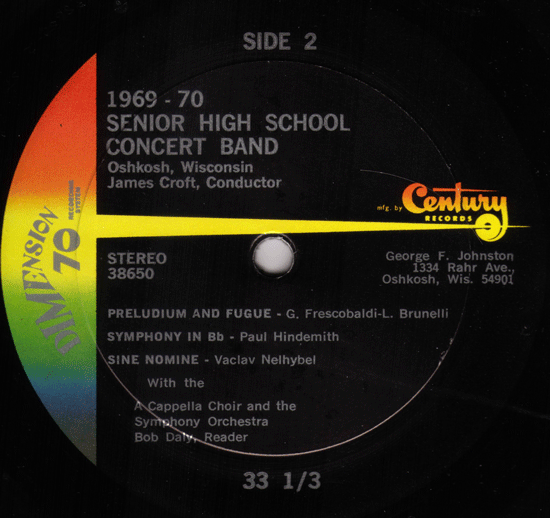 SIDE 2
1969 - 70
SENIOR HIGH SCHOOL
CONCERT BAND
Oshkosh, Wisconsin
James Croft, Conductor
mfg. by Century
RECORDS
DIMENSION
70 RECORDING
SYSTEM
STEREO
38650
George F. Johnston
1334 Rahr Ave.,
Oshkosh, Wis. 54901
PRELUDIUM AND FUGUE - G. Frescobaldi-L. Brunelli
SYMPHONY IN Bb - Paul Hindemith
SINE NOMINE - Vaclav Nelhybel
With the
A Cappella Choir and the
Symphony Orchestra
Bob Daly, Reader
33 1/3